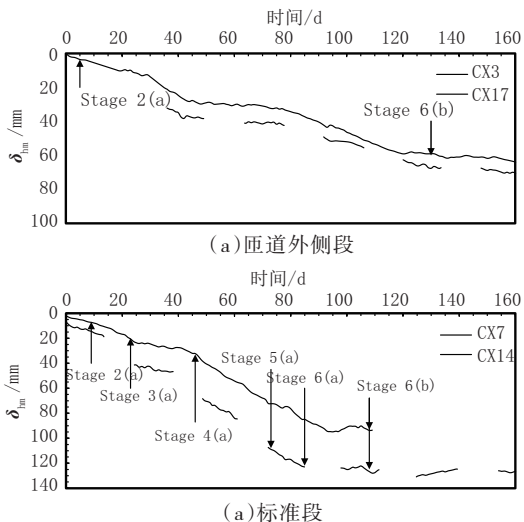 时间/d
0 20 40 60 80 100 120 140 160
0
20
40
60
80
100
δhm /mm
CX3
CX17
Stage 2(a)
Stage 6(b)
(a)匝道外侧段
时间/d
0 20 40 60 80 100 120 140 160
0
20
40
60
80
100
120
140
δhm /mm
CX7
CX14
Stage 2(a)
Stage 3(a)
Stage 4(a)
Stage 5(a)
Stage 6(a)
Stage 6(b)
(a)标准段